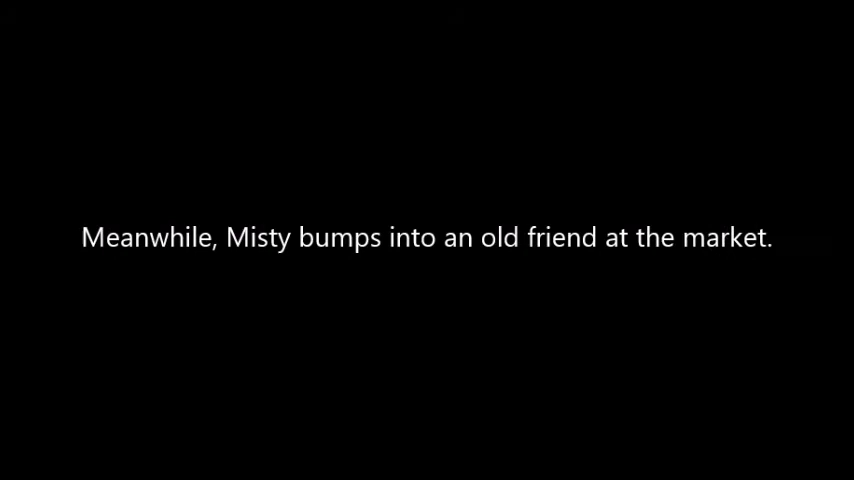 Meanwhile, Misty bumps into an old friend at the market.